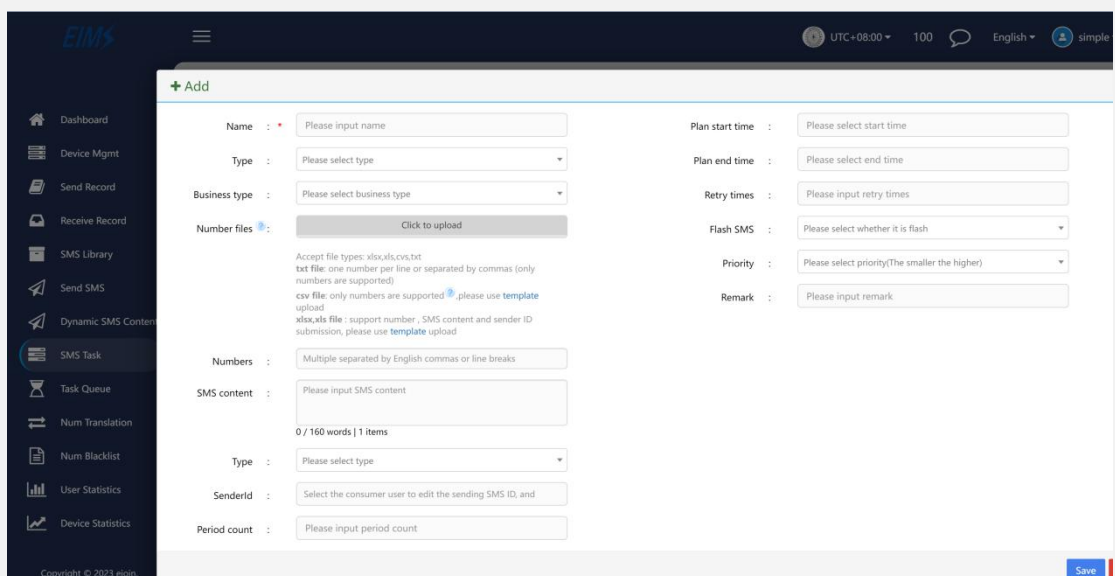 EIMS
UTC+08:00
100
English
simple
+ Add
Dashboard
Device Mgmt
Send Record
Receive Record
SMS Library
Send SMS
Dynamic SMS Content
SMS Task
Task Queue
Num Translation
Num Blacklist
User Statistics
Device Statistics
Copyright © 2023 ejoin.
Name : * Please input name
Type : Please select type
Business type : Please select business type
Number files ? : Click to upload
Accept file types: xlsx,xls,cvs,txt
txt file: one number per line or separated by commas (only
numbers are supported)
csv file: only numbers are supported ? ,please use template
upload
xlsx,xls file : support number , SMS content and sender ID
submission, please use template upload
Numbers : Multiple separated by English commas or line breaks
SMS content : Please input SMS content
0 / 160 words | 1 items
Type : Please select type
SenderId : Select the consumer user to edit the sending SMS ID, and
Period count : Please input period count
Plan start time : Please select start time
Plan end time : Please select end time
Retry times : Please input retry times
Flash SMS : Please select whether it is flash
Priority : Please select priority(The smaller the higher)
Remark : Please input remark
Save